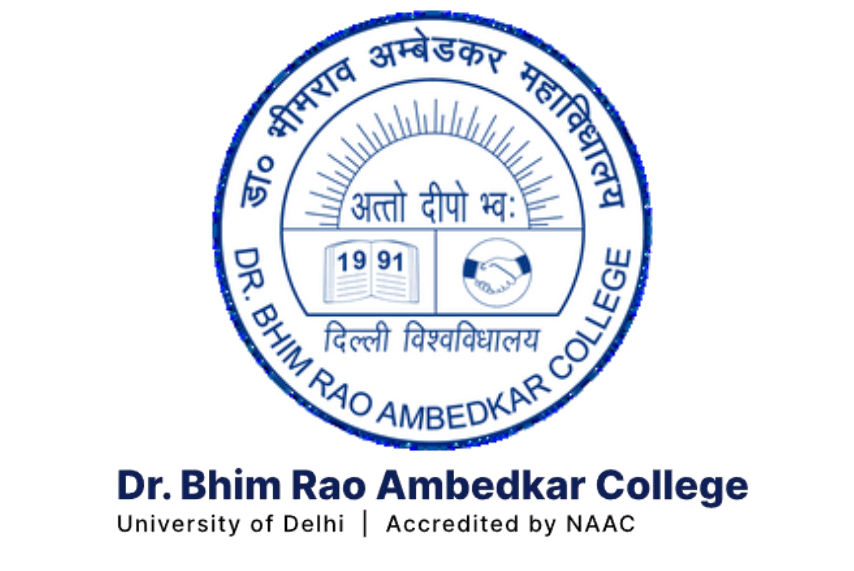 डा० भीमराव अम्बेडकर महाविधालय
अत्तो दीपो भ्वः
1991
दिल्ली विश्वविधालय
DR. BHIM RAO AMBEDKAR COLLEGE
Dr. Bhim Rao Ambedkar College
University of Delhi | Accredited by NAAC